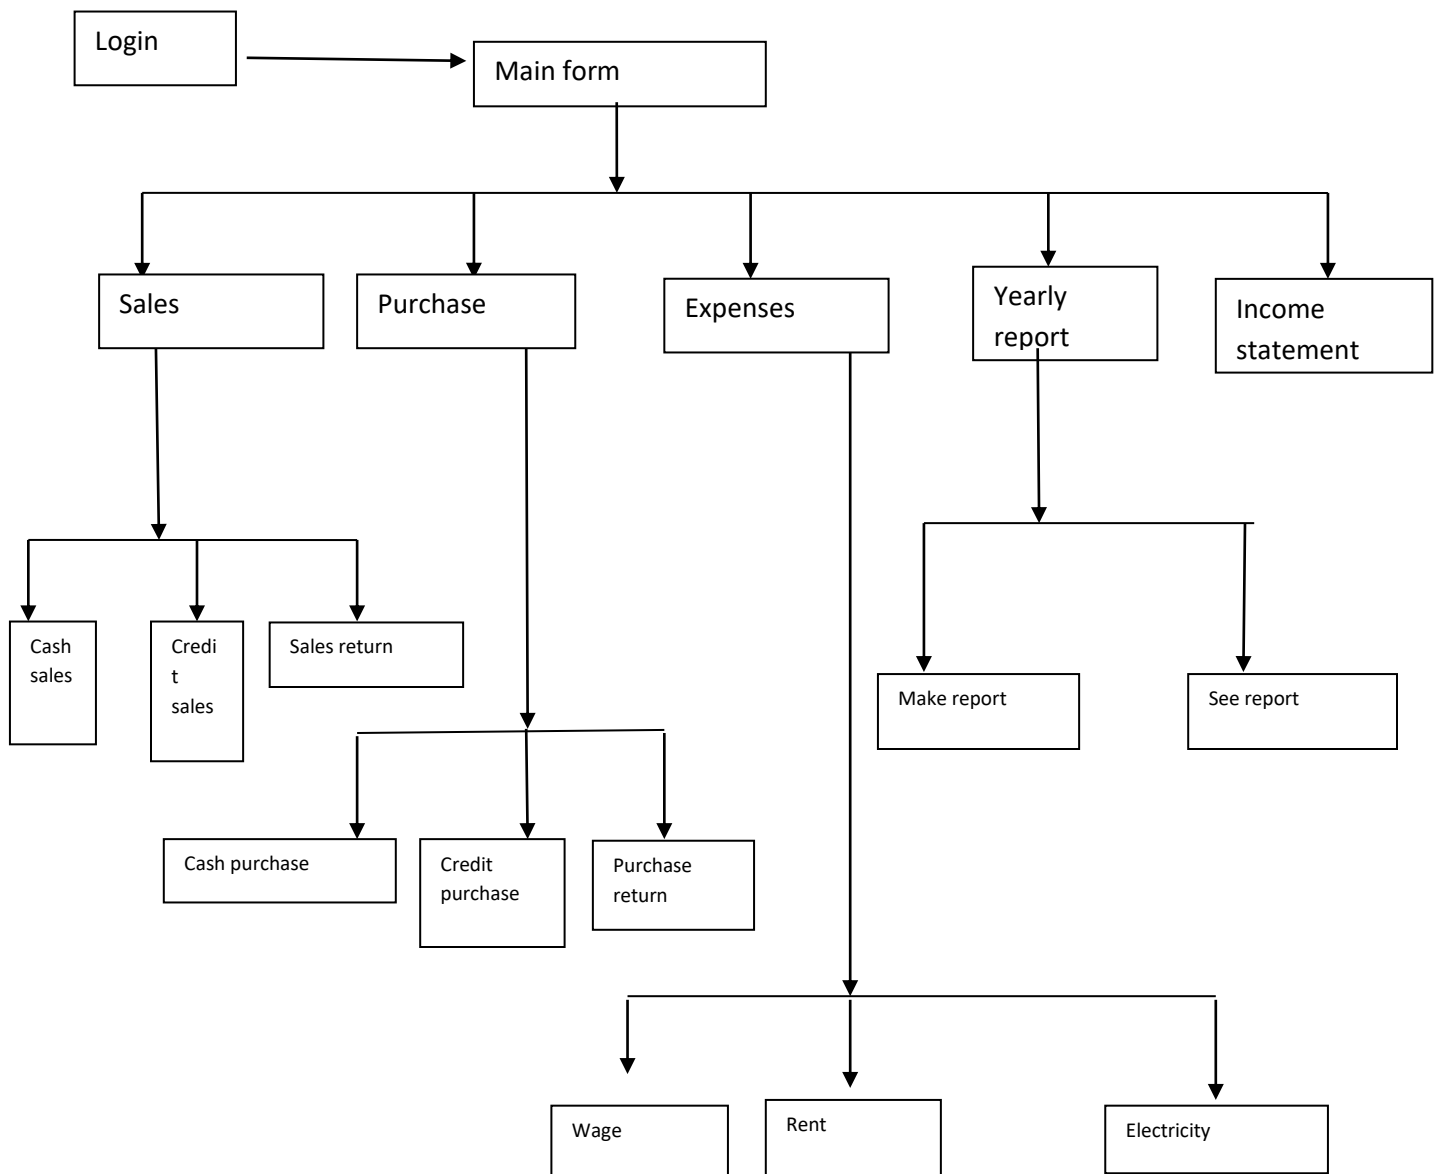 Login
Main form
Sales
Purchase
Expenses
Yearly
report
Income
statement
Cash
sales
Credi
t
sales
Sales return
Make report
See report
Cash purchase
Credit
purchase
Purchase
return
Wage
Rent
Electricity